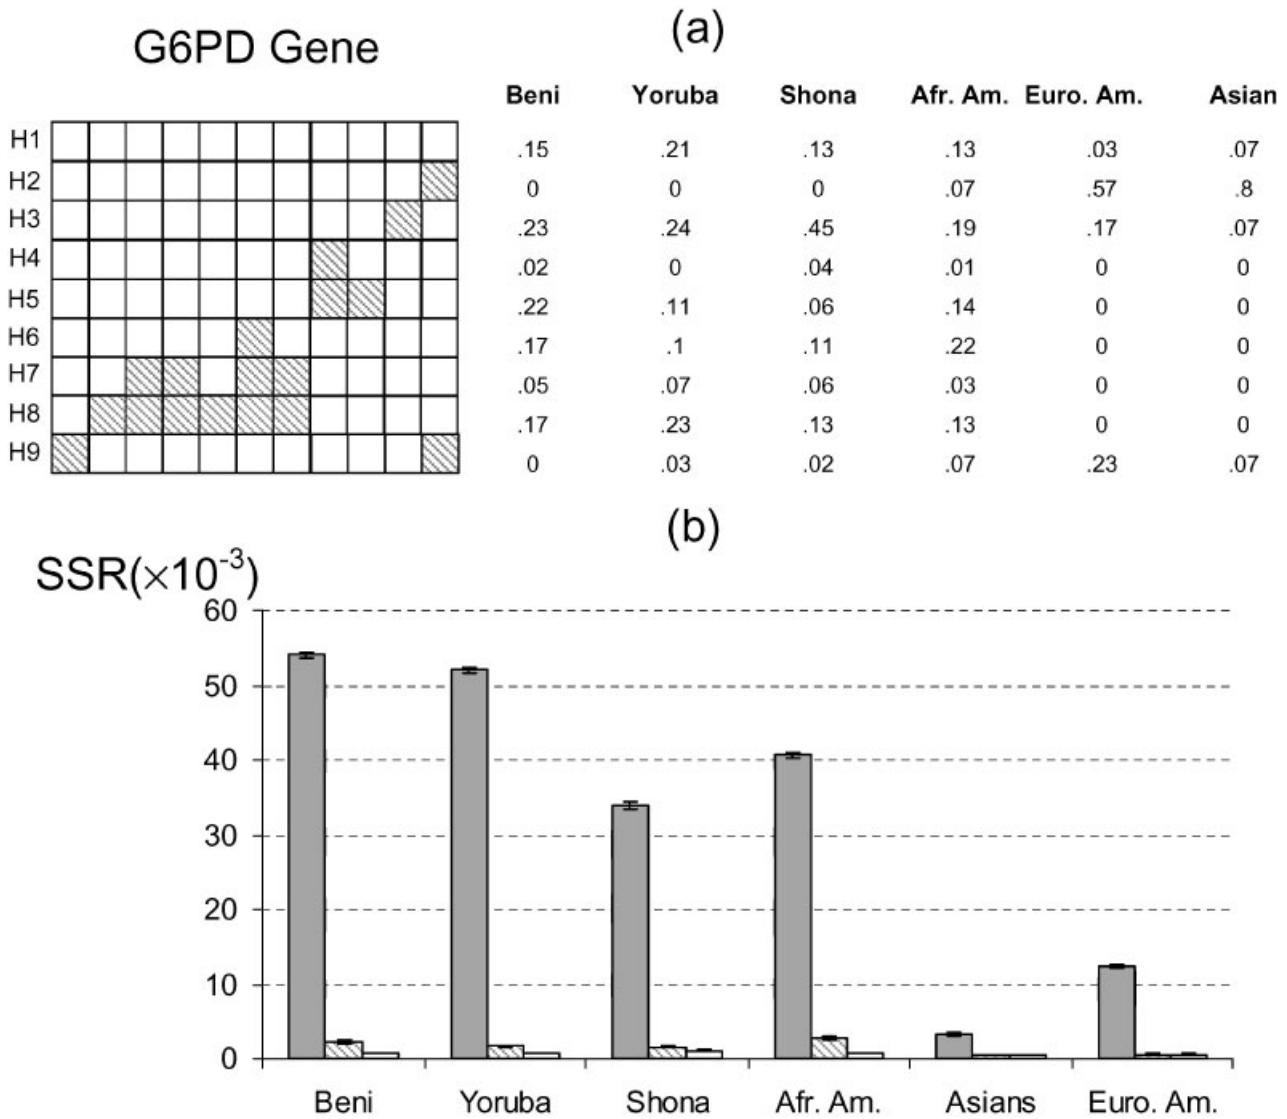 (a)
G6PD Gene
Beni Yoruba Shona Afr. Am. Euro. Am. Asian
H1 .15 .21 .13 .13 .03 .07
H2 0 0 0 .07 .57 .8
H3 .23 .24 .45 .19 .17 .07
H4 .02 0 .04 .01 0 0
H5 .22 .11 .06 .14 0 0
H6 .17 .1 .11 .22 0 0
H7 .05 .07 .06 .03 0 0
H8 .17 .23 .13 .13 0 0
H9 0 .03 .02 .07 .23 .07
(b)
SSR(×10⁻³)
60
50
40
30
20
10
0
Beni Yoruba Shona Afr. Am. Asians Euro. Am.